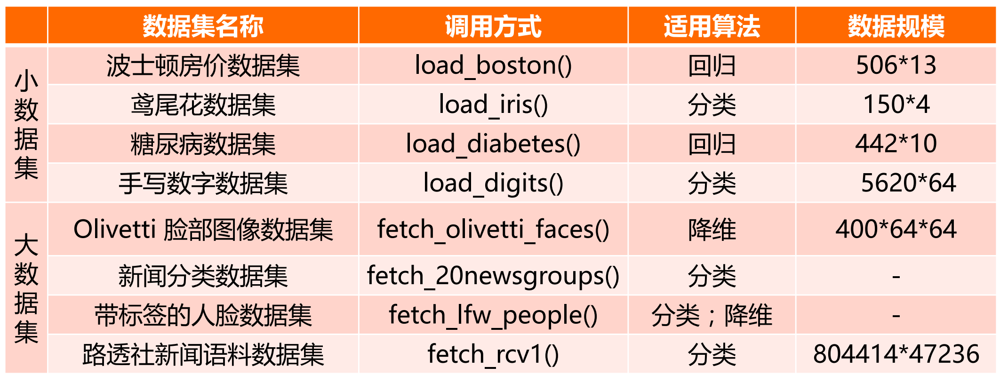 数据集名称 调用方式 适用算法 数据规模
小数据集
波士顿房价数据集 load_boston() 回归 506*13
鸢尾花数据集 load_iris() 分类 150*4
糖尿病数据集 load_diabetes() 回归 442*10
手写数字数据集 load_digits() 分类 5620*64
大数据集
Olivetti 脸部图像数据集 fetch_olivetti_faces() 降维 400*64*64
新闻分类数据集 fetch_20newsgroups() 分类 -
带标签的人脸数据集 fetch_lfw_people() 分类；降维 -
路透社新闻语料数据集 fetch_rcv1() 分类 804414*47236